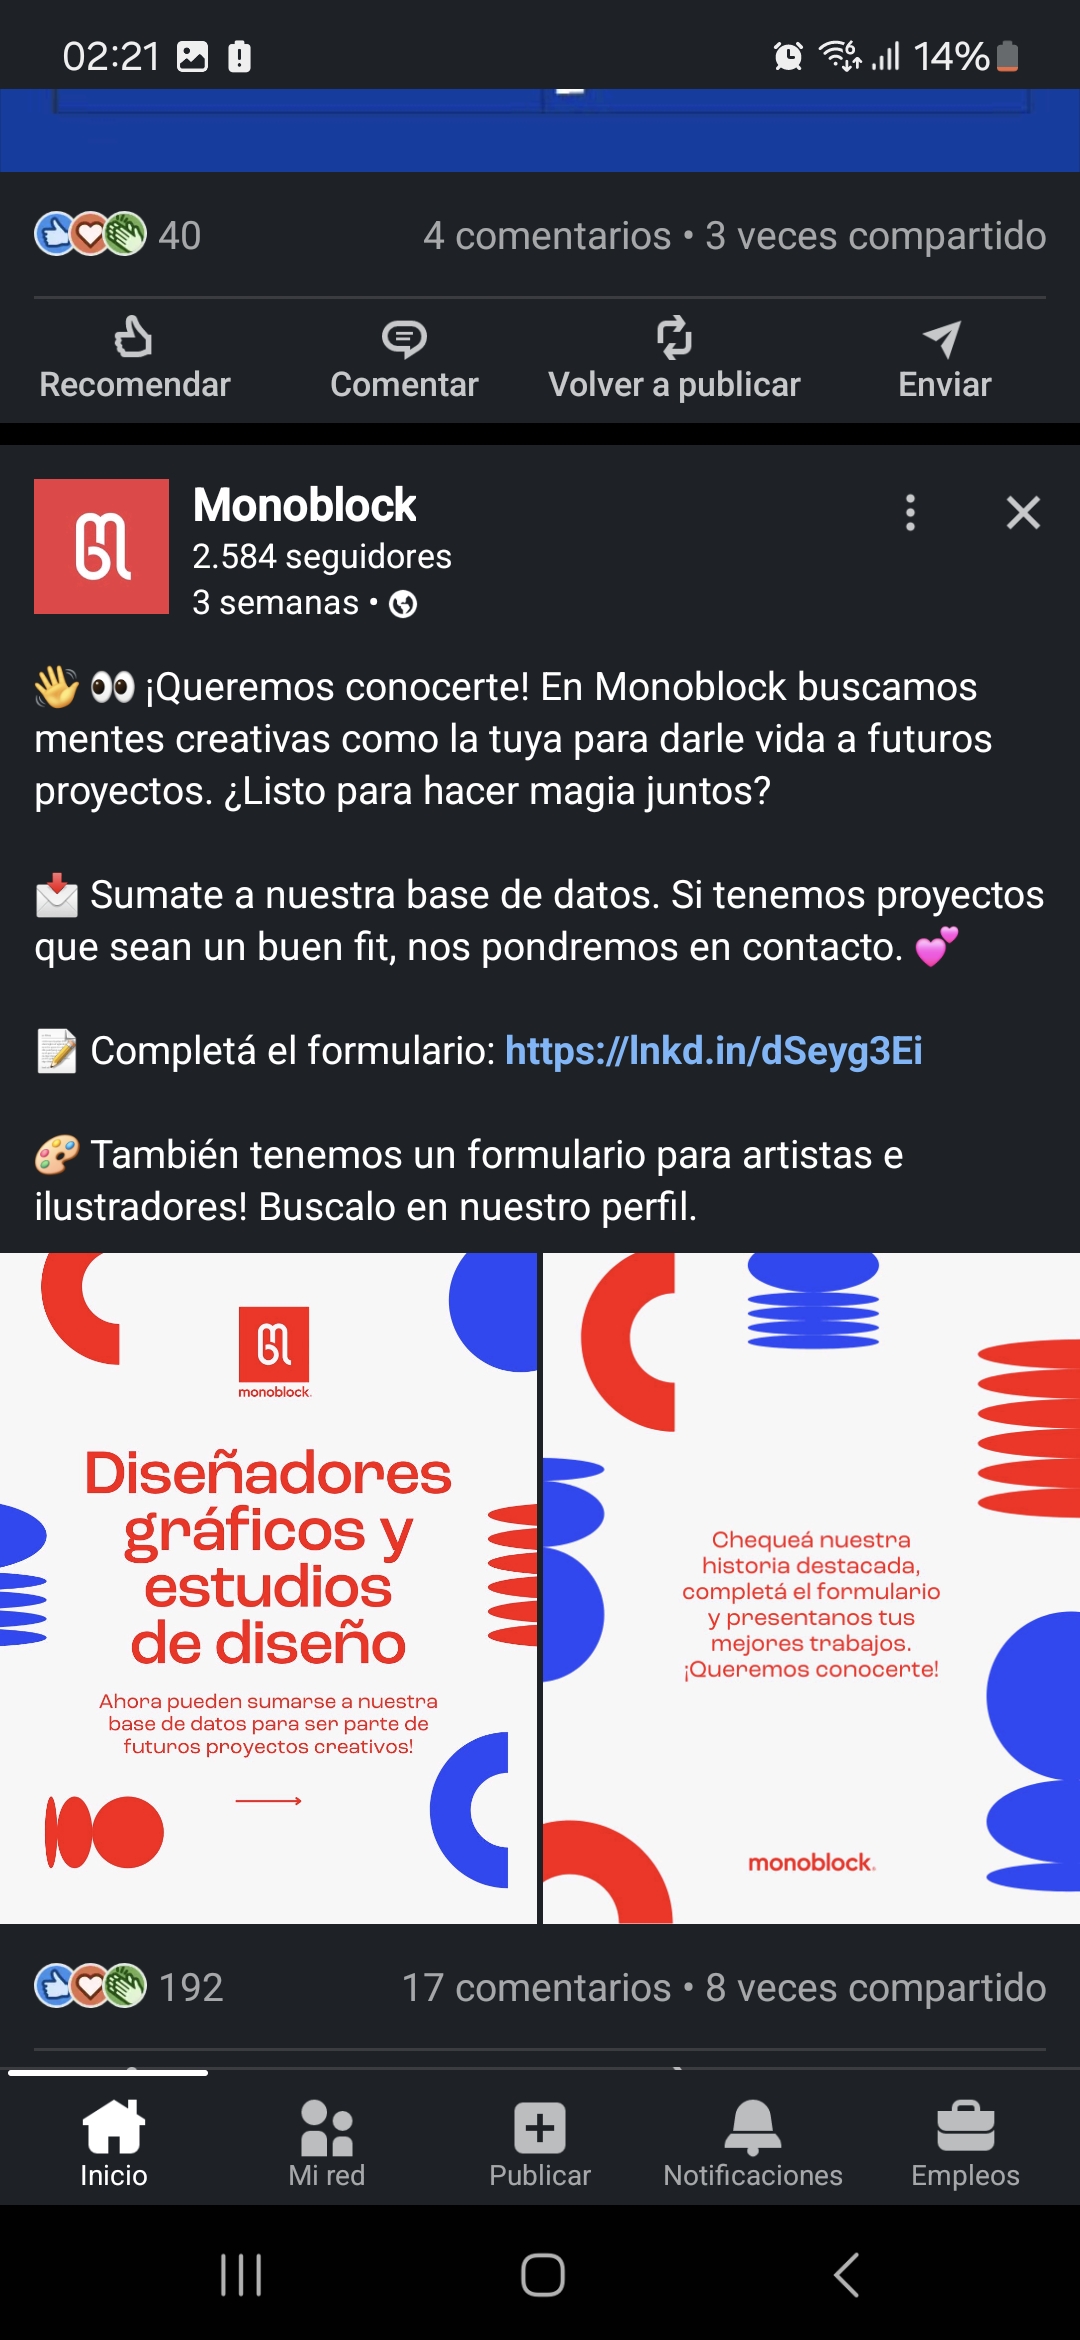 02:21
14%
40
4 comentarios • 3 veces compartido
Recomendar
Comentar
Volver a publicar
Enviar
Monoblock
2.584 seguidores
3 semanas •
👋 👀 ¡Queremos conocerte! En Monoblock buscamos
mentes creativas como la tuya para darle vida a futuros
proyectos. ¿Listo para hacer magia juntos?
📩 Sumate a nuestra base de datos. Si tenemos proyectos
que sean un buen fit, nos pondremos en contacto. 💕
📝 Completá el formulario: https://lnkd.in/dSeyg3Ei
🎨 También tenemos un formulario para artistas e
ilustradores! Buscalo en nuestro perfil.
monoblock.
Diseñadores
gráficos y
estudios
de diseño
Ahora pueden sumarse a nuestra
base de datos para ser parte de
futuros proyectos creativos!
Chequeá nuestra
historia destacada,
completá el formulario
y presentanos tus
mejores trabajos.
¡Queremos conocerte!
monoblock.
192
17 comentarios • 8 veces compartido
Inicio
Mi red
Publicar
Notificaciones
Empleos